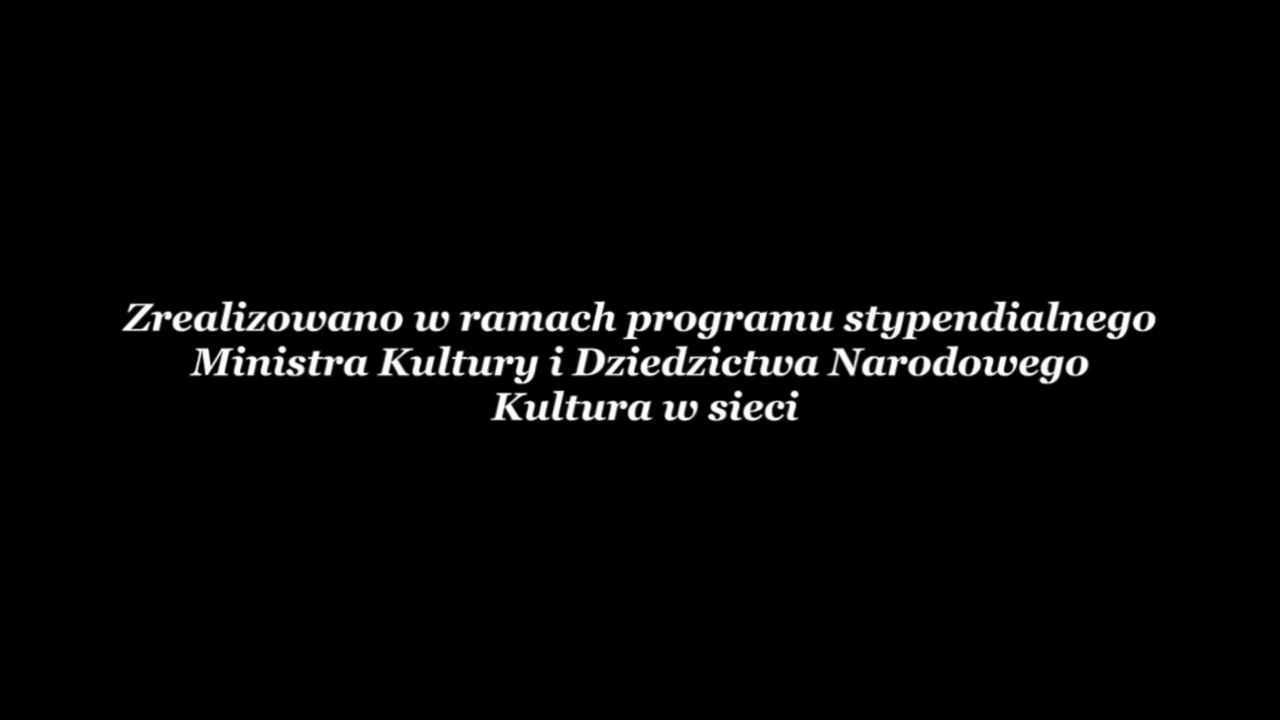 Zrealizowano w ramach programu stypendialnego
Ministra Kultury i Dziedzictwa Narodowego
Kultura w sieci